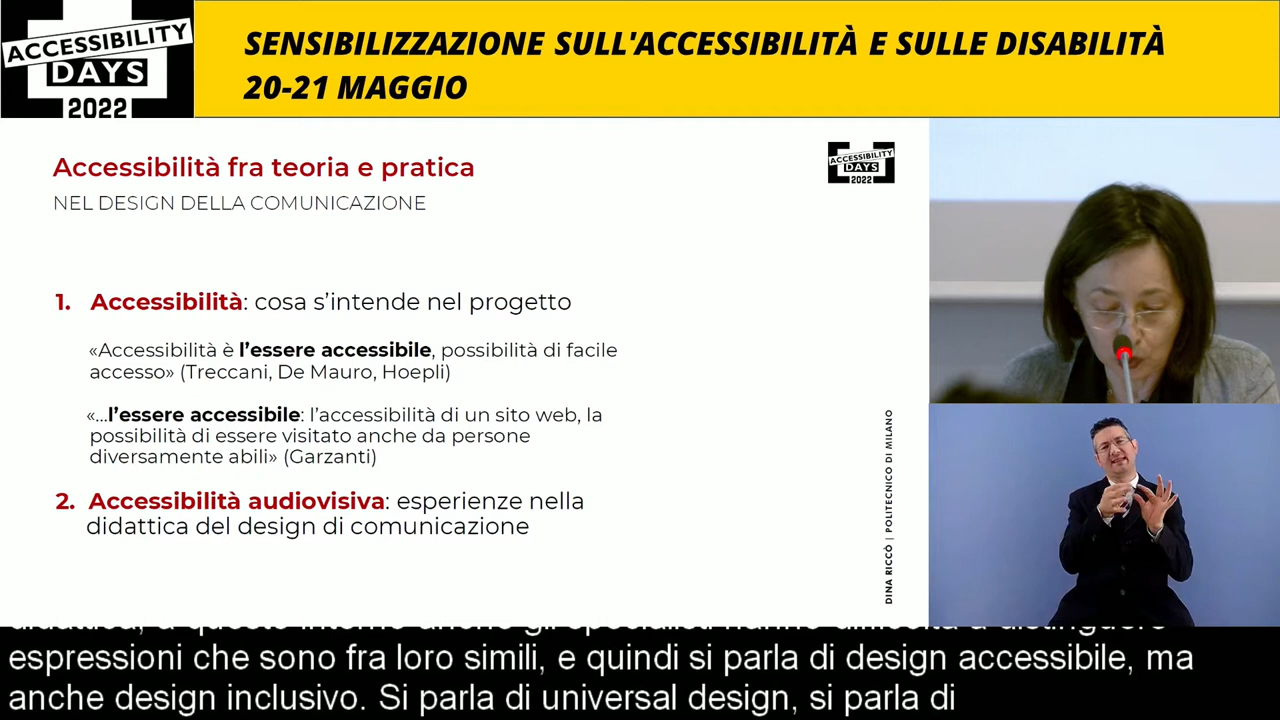 ACCESSIBILITY
DAYS
2022
SENSIBILIZZAZIONE SULL'ACCESSIBILITÀ E SULLE DISABILITÀ
20-21 MAGGIO
Accessibilità fra teoria e pratica
NEL DESIGN DELLA COMUNICAZIONE
ACCESSIBILITY
DAYS
2022
1. Accessibilità: cosa s’intende nel progetto
«Accessibilità è l’essere accessibile, possibilità di facile
accesso» (Treccani, De Mauro, Hoepli)
«…l’essere accessibile: l’accessibilità di un sito web, la
possibilità di essere visitato anche da persone
diversamente abili» (Garzanti)
2. Accessibilità audiovisiva: esperienze nella
didattica del design di comunicazione
DINA RICCÒ | POLITECNICO DI MILANO
espressioni che sono fra loro simili, e quindi si parla di design accessibile, ma
anche design inclusivo. Si parla di universal design, si parla di